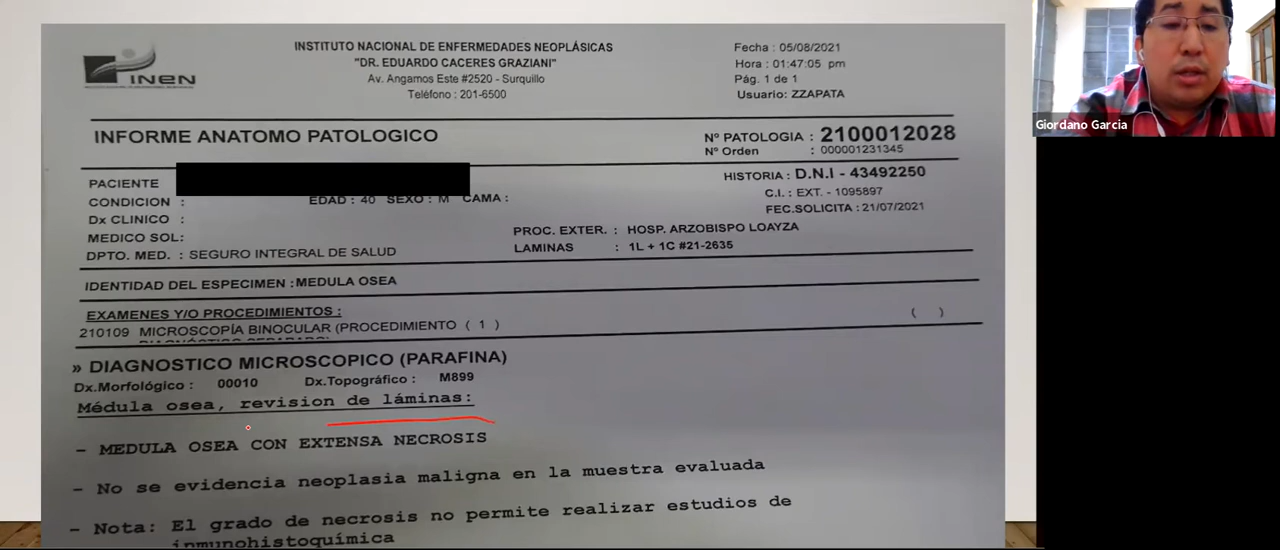 INSTITUTO NACIONAL DE ENFERMEDADES NEOPLÁSICAS
"DR. EDUARDO CACERES GRAZIANI"
Av. Angamos Este #2520 - Surquillo
Teléfono : 201-6500
Fecha : 05/08/2021
Hora : 01:47:05 pm
Pág. 1 de 1
Usuario: ZZAPATA
inen
INFORME ANATOMO PATOLOGICO
Nº PATOLOGIA : 2100012028
Nº Orden : 000001231345
HISTORIA : D.N.I - 43492250
C.I. : EXT. - 1095897
FEC.SOLICITA : 21/07/2021
PACIENTE
CONDICION : EDAD : 40 SEXO : M CAMA :
Dx CLINICO :
MEDICO SOL:
DPTO. MED. : SEGURO INTEGRAL DE SALUD
PROC. EXTER. : HOSP. ARZOBISPO LOAYZA
LAMINAS : 1L + 1C #21-2635
IDENTIDAD DEL ESPECIMEN : MEDULA OSEA
EXAMENES Y/O PROCEDIMIENTOS :
210109 MICROSCOPÍA BINOCULAR (PROCEDIMIENTO ( 1 )
( )
» DIAGNOSTICO MICROSCOPICO (PARAFINA)
Dx.Morfológico : 00010 Dx.Topográfico : M899
Médula osea, revision de láminas:
- MEDULA OSEA CON EXTENSA NECROSIS
- No se evidencia neoplasia maligna en la muestra evaluada
- Nota: El grado de necrosis no permite realizar estudios de
inmunohistoquímica
Giordano Garcia